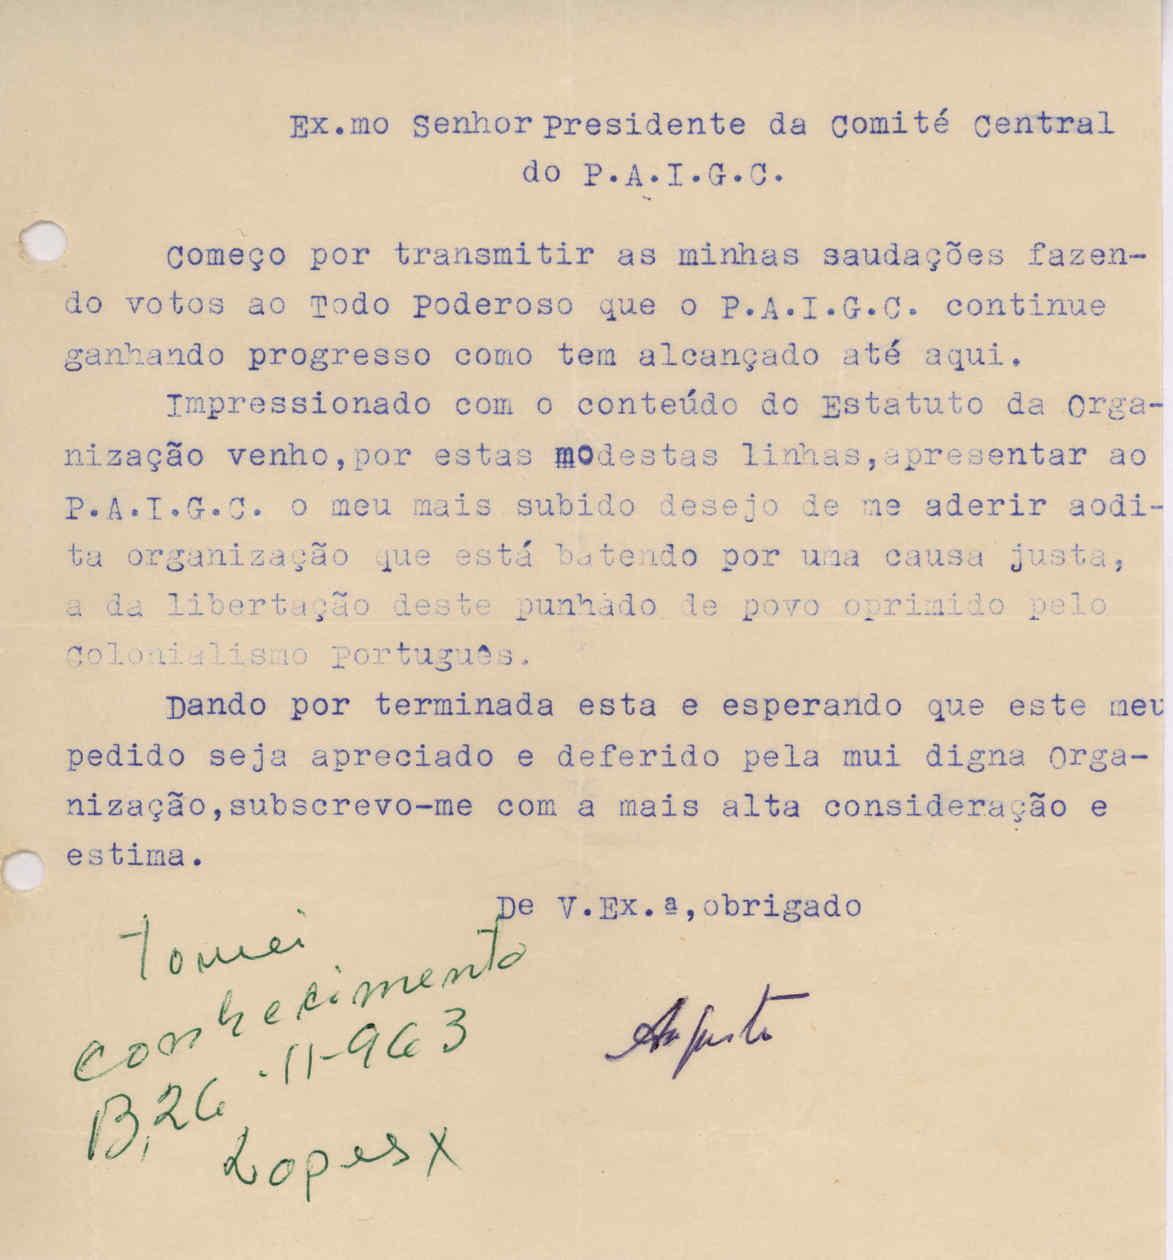 Ex.mo Senhor Presidente da Comité Central
do P.A.I.G.C.
Começo por transmitir as minhas saudações fazen-
do votos ao Todo Poderoso que o P.A.I.G.C. continue
ganhando progresso como tem alcançado até aqui.
Impressionado com o conteúdo do Estatuto da Orga-
nização venho,por estas modestas linhas,apresentar ao
P.A.I.G.C. o meu mais subido desejo de me aderir aodi-
ta organização que está batendo por uma causa justa,
a da libertação deste punhado de povo oprimido pelo
Colonialismo Português.
Dando por terminada esta e esperando que este meu
pedido seja apreciado e deferido pela mui digna Orga-
nização,subscrevo-me com a mais alta consideração e
estima.
De V.Ex.ª,obrigado
Tomei
conhecimento
B, 26-11-963
Lopes X
Augusto